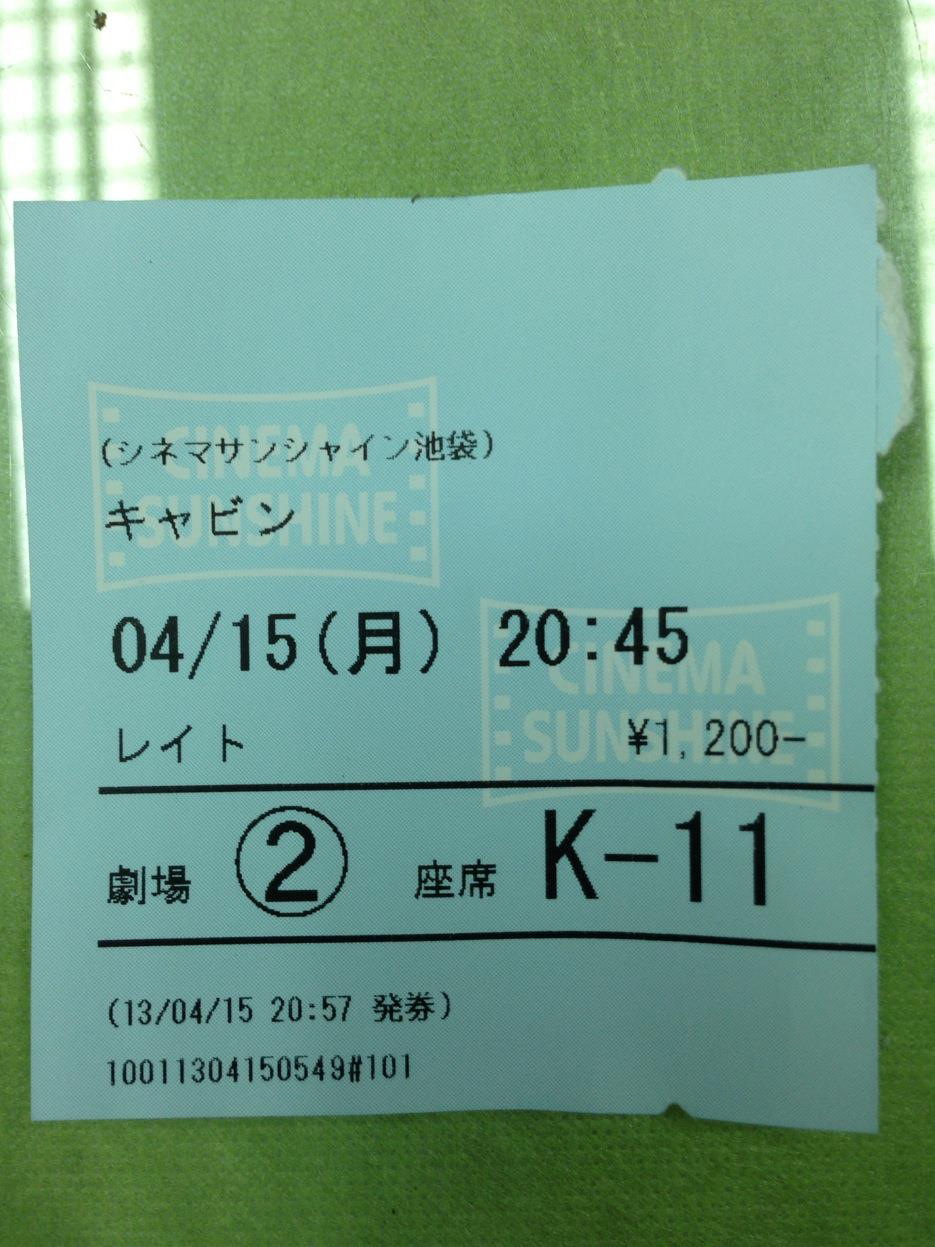 CINEMA
SUNSHINE
(シネマサンシャイン池袋)
キャビン
04/15(月) 20:45
CINEMA
SUNSHINE
レイト ¥1,200-
劇場 ② 座席 K-11
(13/04/15 20:57 発券)
10011304150549#101